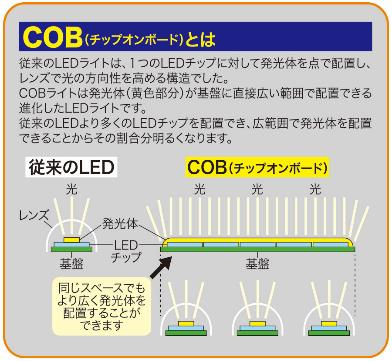 COB(チップオンボード)とは
従来のLEDライトは、1つのLEDチップに対して発光体を点で配置し、
レンズで光の方向性を高める構造でした。
COBライトは発光体(黄色部分)が基盤に直接広い範囲で配置できる
進化したLEDライトです。
従来のLEDより多くのLEDチップを配置でき、広範囲で発光体を配置
できることからその割合分明るくなります。
従来のLED
COB(チップオンボード)
光
光
光
光
レンズ
発光体
LED
チップ
基盤
基盤
同じスペースでも
より広く発光体を
配置することが
できます